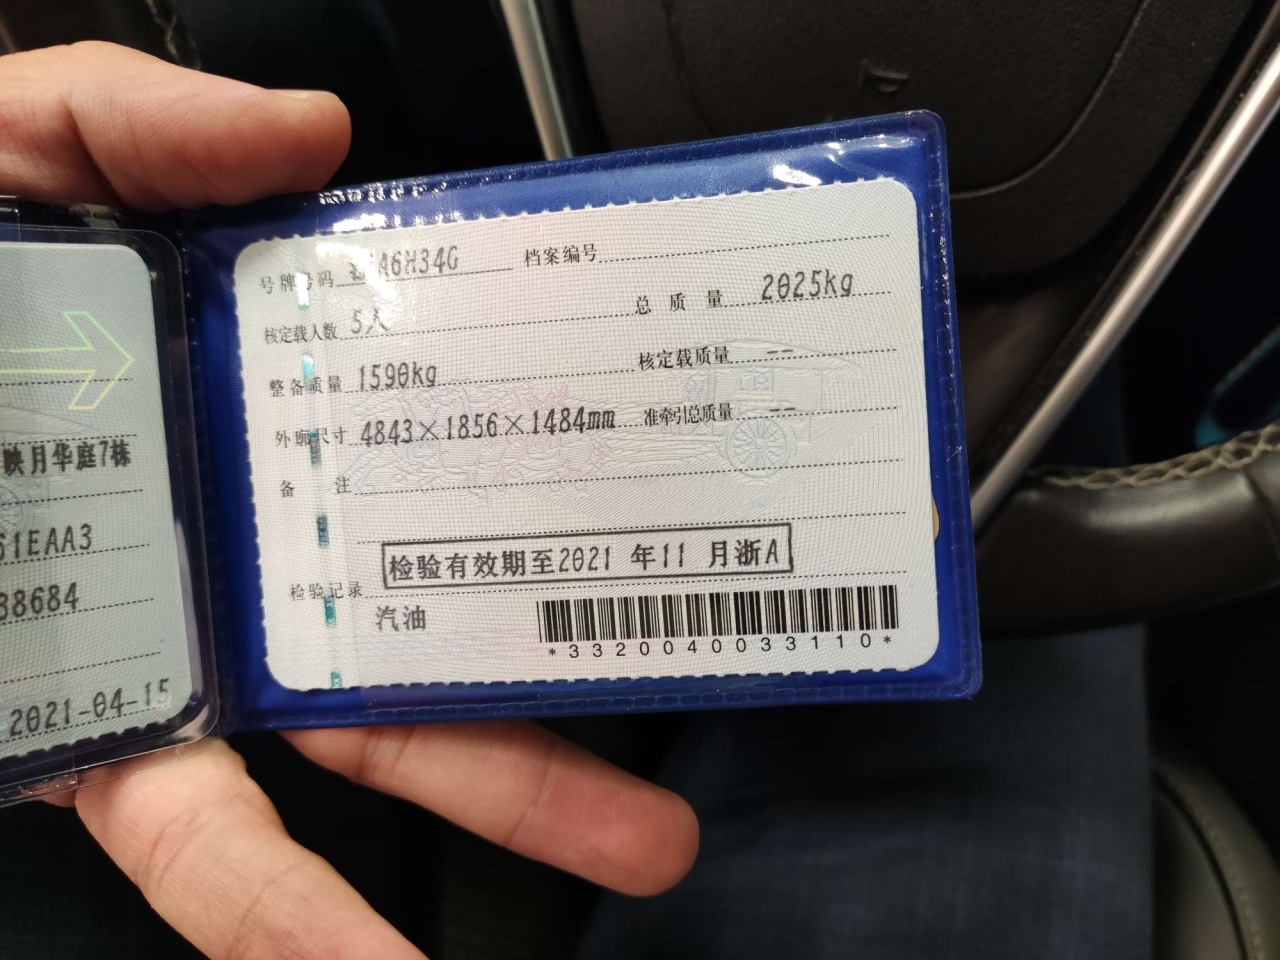 映月华庭7栋
61EAA3
38684
2021-04-15
号牌号码 A6H34G 档案编号
核定载人数 5人 总质量 2025kg
整备质量 1590kg 核定载质量 --
外廓尺寸 4843×1856×1484mm 准牵引总质量 --
备注
检验有效期至2021 年11 月浙A
检验记录
汽油
*3320040033110*